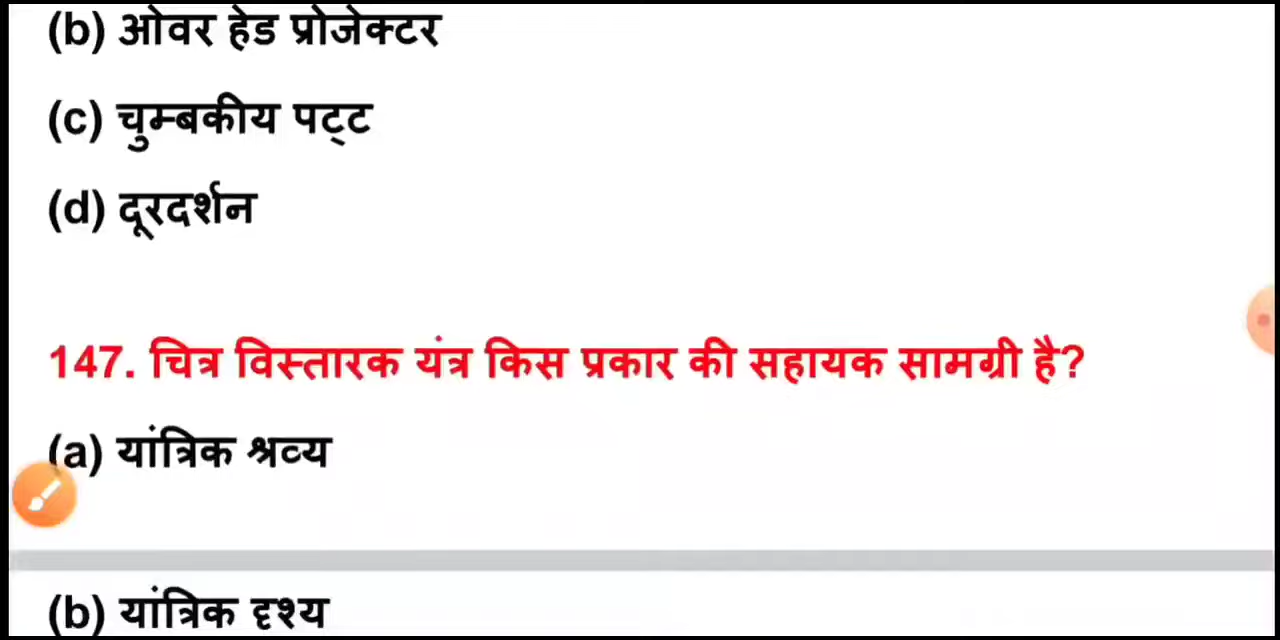 (b) ओवर हेड प्रोजेक्टर
(c) चुम्बकीय पट्ट
(d) दूरदर्शन
147. चित्र विस्तारक यंत्र किस प्रकार की सहायक सामग्री है?
(a) यांत्रिक श्रव्य
(b) यांत्रिक दृश्य